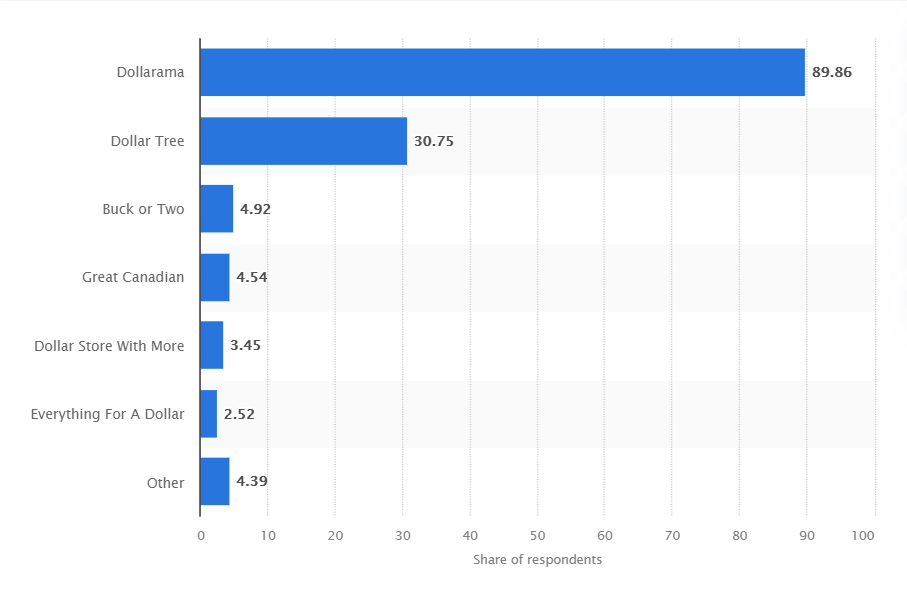 Dollarama
89.86
Dollar Tree
30.75
Buck or Two
4.92
Great Canadian
4.54
Dollar Store With More
3.45
Everything For A Dollar
2.52
Other
4.39
0 10 20 30 40 50 60 70 80 90 100
Share of respondents